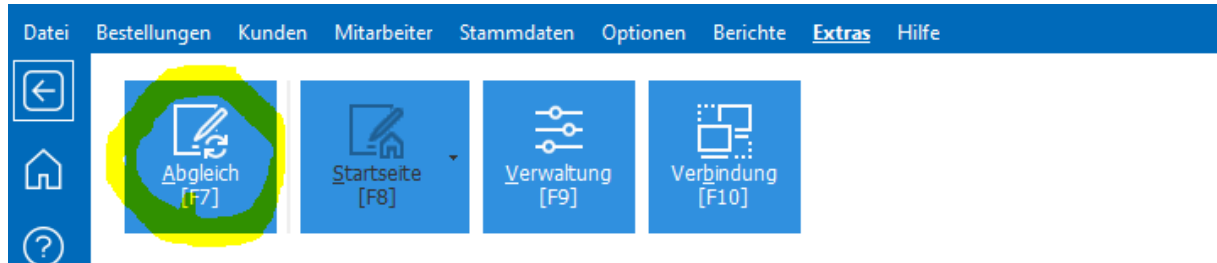 Datei Bestellungen Kunden Mitarbeiter Stammdaten Optionen Berichte Extras Hilfe
Abgleich Startseite Verwaltung Verbindung
[F7] [F8] [F9] [F10]
?